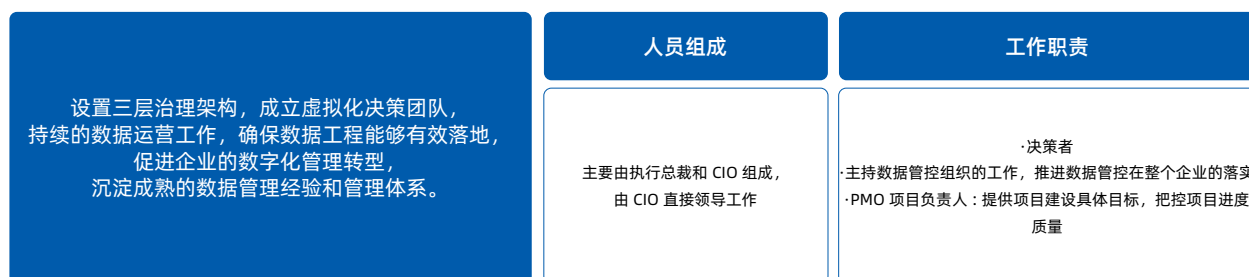 设置三层治理架构，成立虚拟化决策团队，
持续的数据运营工作，确保数据工程能够有效落地，
促进企业的数字化管理转型，
沉淀成熟的数据管理经验和管理体系。
人员组成
主要由执行总裁和 CIO 组成，
由 CIO 直接领导工作
工作职责
·决策者
·主持数据管控组织的工作，推进数据管控在整个企业的落实
·PMO 项目负责人：提供项目建设具体目标，把控项目进度
质量